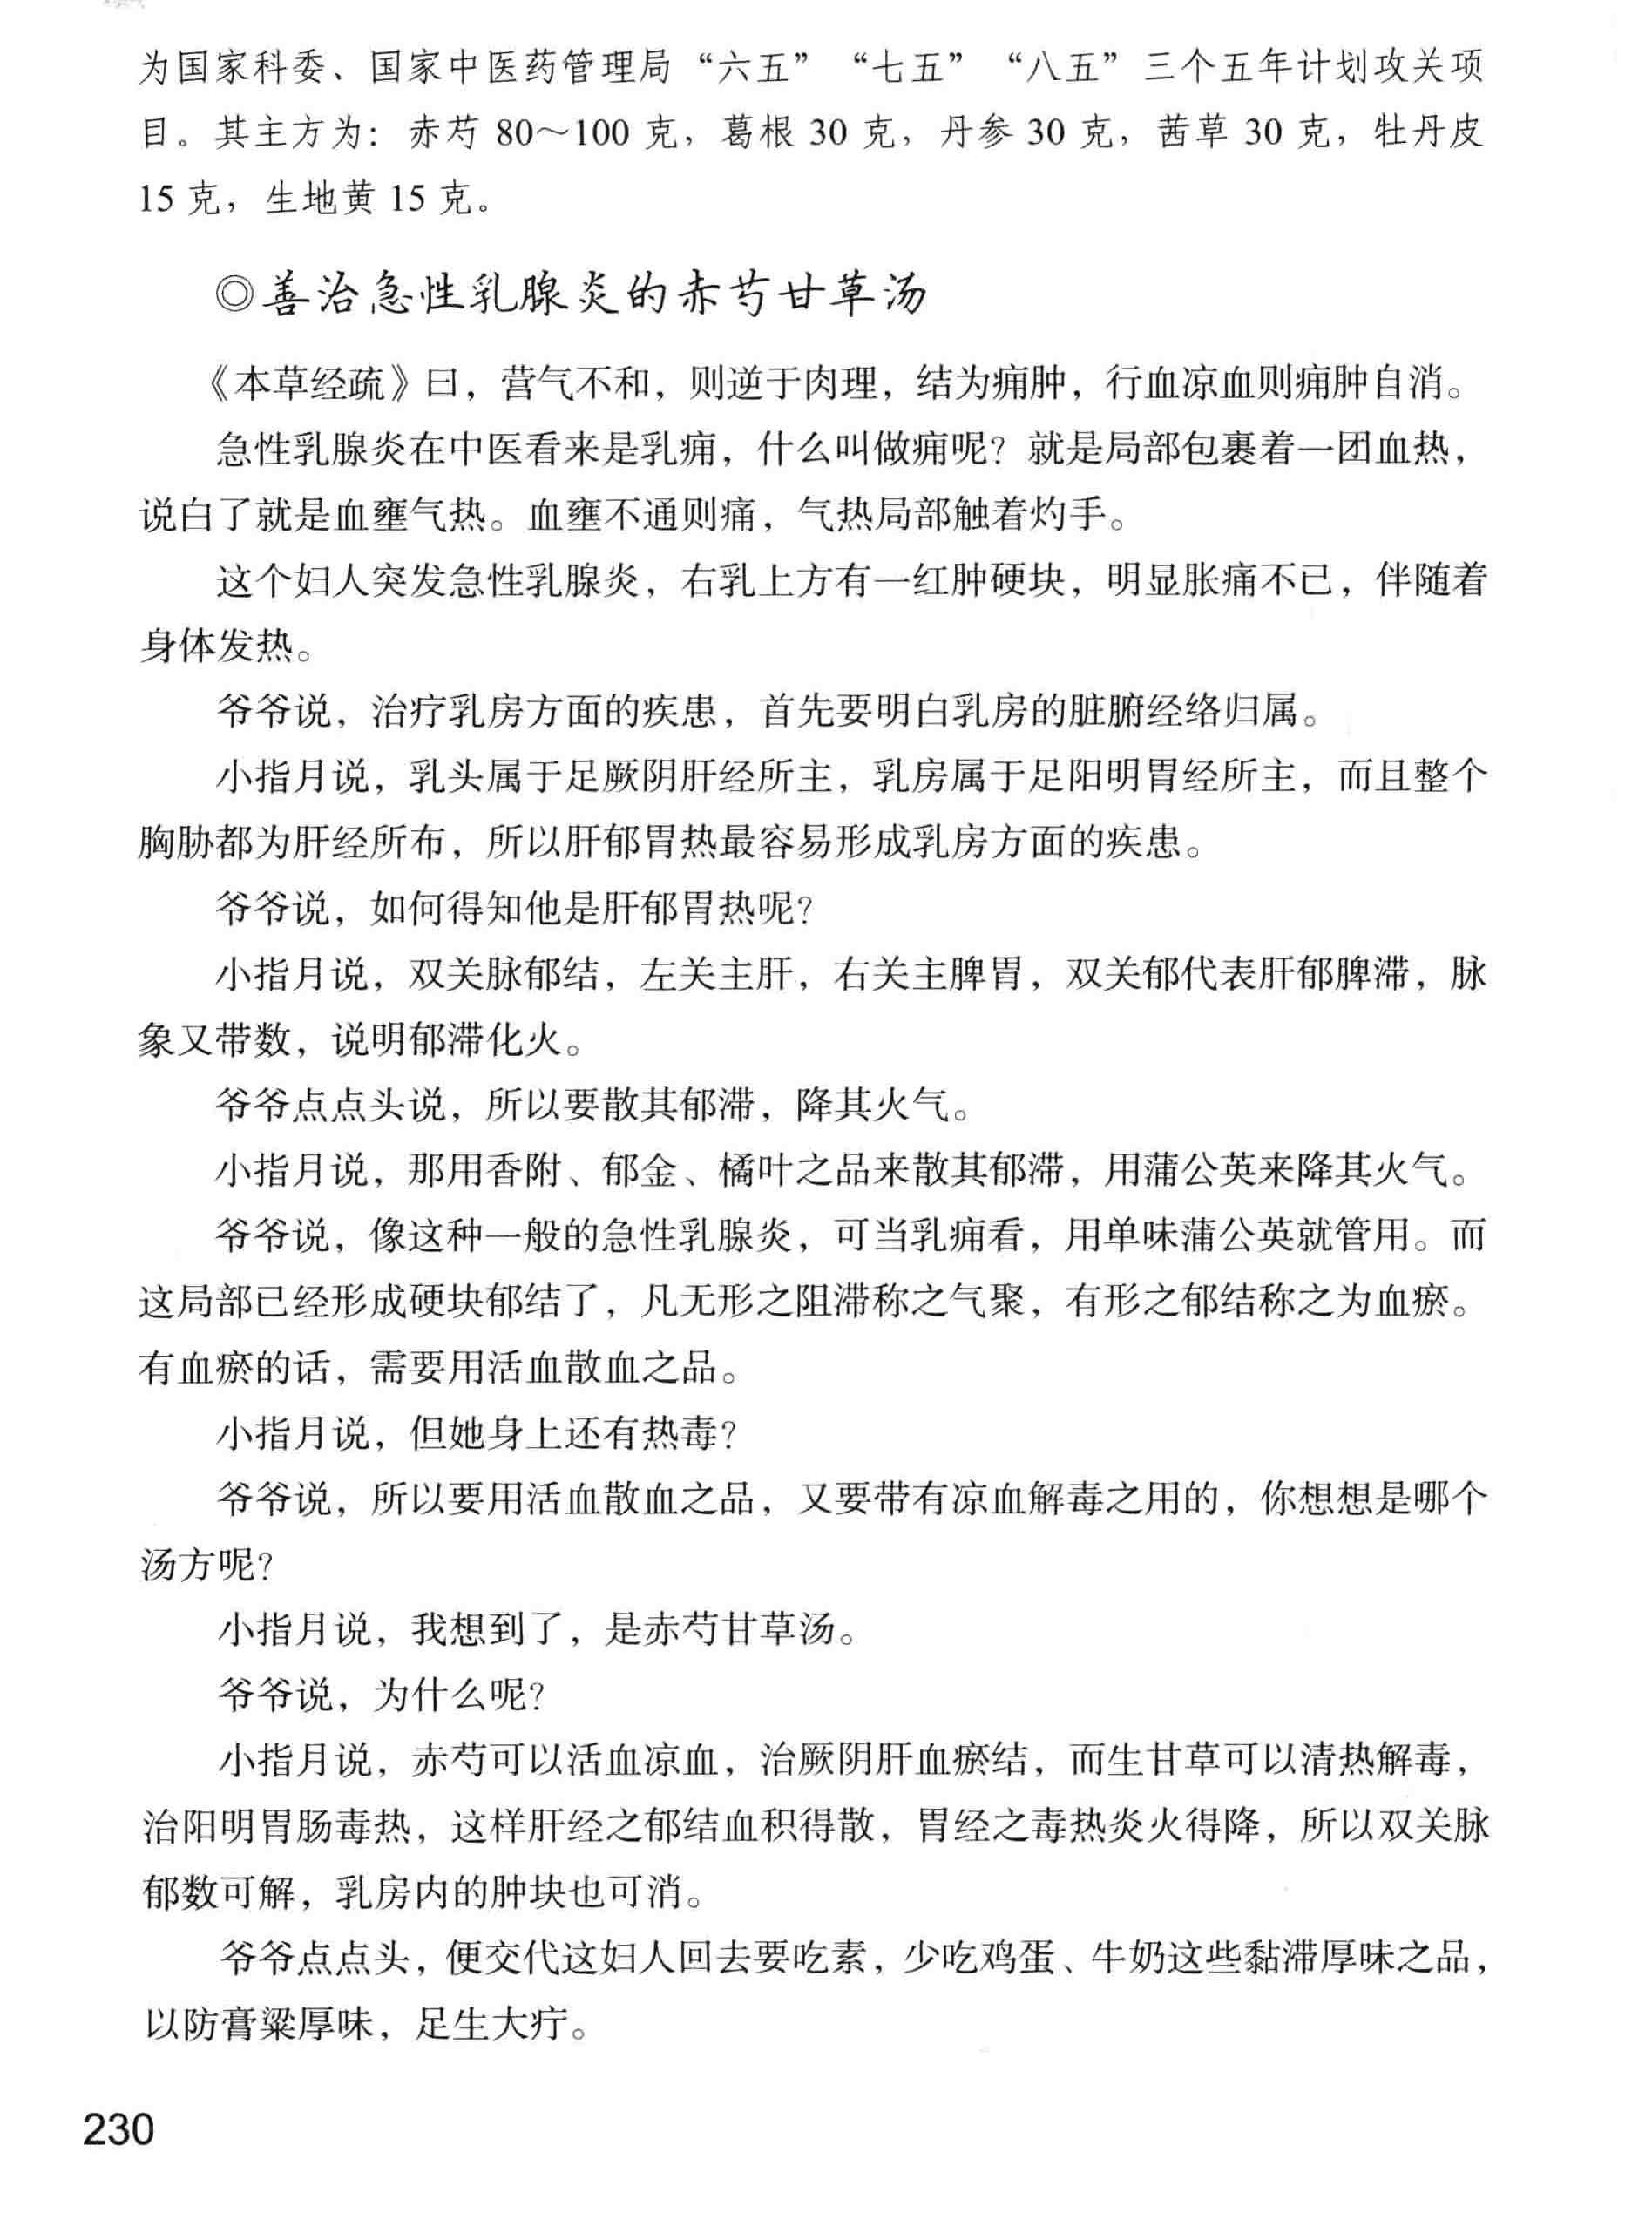 为国家科委、国家中医药管理局“六五”“七五”“八五”三个五年计划攻关项
目。其主方为：赤芍 80～100 克，葛根 30 克，丹参 30 克，茜草 30 克，牡丹皮
15 克，生地黄 15 克。
◎善治急性乳腺炎的赤芍甘草汤
《本草经疏》曰，营气不和，则逆于肉理，结为痈肿，行血凉血则痈肿自消。
急性乳腺炎在中医看来是乳痈，什么叫做痈呢？就是局部包裹着一团血热，
说白了就是血壅气热。血壅不通则痛，气热局部触着灼手。
这个妇人突发急性乳腺炎，右乳上方有一红肿硬块，明显胀痛不已，伴随着
身体发热。
爷爷说，治疗乳房方面的疾患，首先要明白乳房的脏腑经络归属。
小指月说，乳头属于足厥阴肝经所主，乳房属于足阳明胃经所主，而且整个
胸胁都为肝经所布，所以肝郁胃热最容易形成乳房方面的疾患。
爷爷说，如何得知他是肝郁胃热呢？
小指月说，双关脉郁结，左关主肝，右关主脾胃，双关郁代表肝郁脾滞，脉
象又带数，说明郁滞化火。
爷爷点点头说，所以要散其郁滞，降其火气。
小指月说，那用香附、郁金、橘叶之品来散其郁滞，用蒲公英来降其火气。
爷爷说，像这种一般的急性乳腺炎，可当乳痈看，用单味蒲公英就管用。而
这局部已经形成硬块郁结了，凡无形之阻滞称之气聚，有形之郁结称之为血瘀。
有血瘀的话，需要用活血散血之品。
小指月说，但她身上还有热毒？
爷爷说，所以要用活血散血之品，又要带有凉血解毒之用的，你想想是哪个
汤方呢？
小指月说，我想到了，是赤芍甘草汤。
爷爷说，为什么呢？
小指月说，赤芍可以活血凉血，治厥阴肝血瘀结，而生甘草可以清热解毒，
治阳明胃肠毒热，这样肝经之郁结血积得散，胃经之毒热炎火得降，所以双关脉
郁数可解，乳房内的肿块也可消。
爷爷点点头，便交代这妇人回去要吃素，少吃鸡蛋、牛奶这些黏滞厚味之品，
以防膏粱厚味，足生大疔。
230